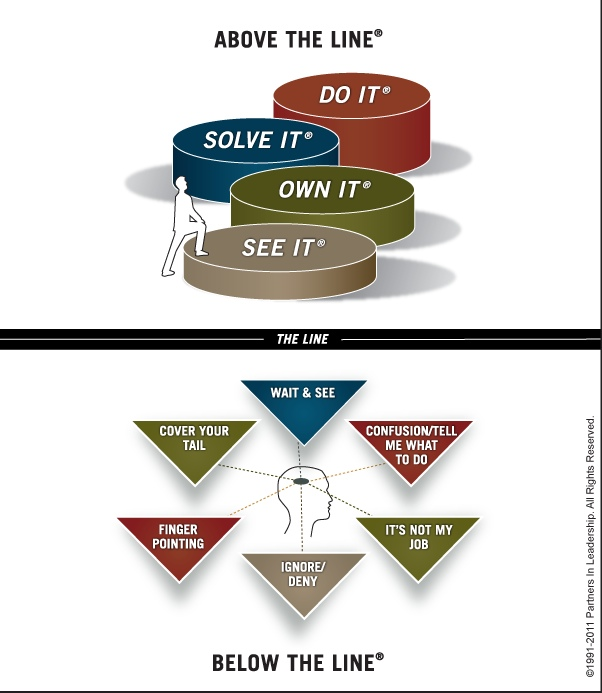 ABOVE THE LINE®
DO IT®
SOLVE IT®
OWN IT®
SEE IT®
THE LINE
WAIT & SEE
COVER YOUR
TAIL
CONFUSION/TELL
ME WHAT
TO DO
FINGER
POINTING
IT'S NOT MY
JOB
IGNORE/
DENY
BELOW THE LINE®
©1991-2011 Partners In Leadership. All Rights Reserved.